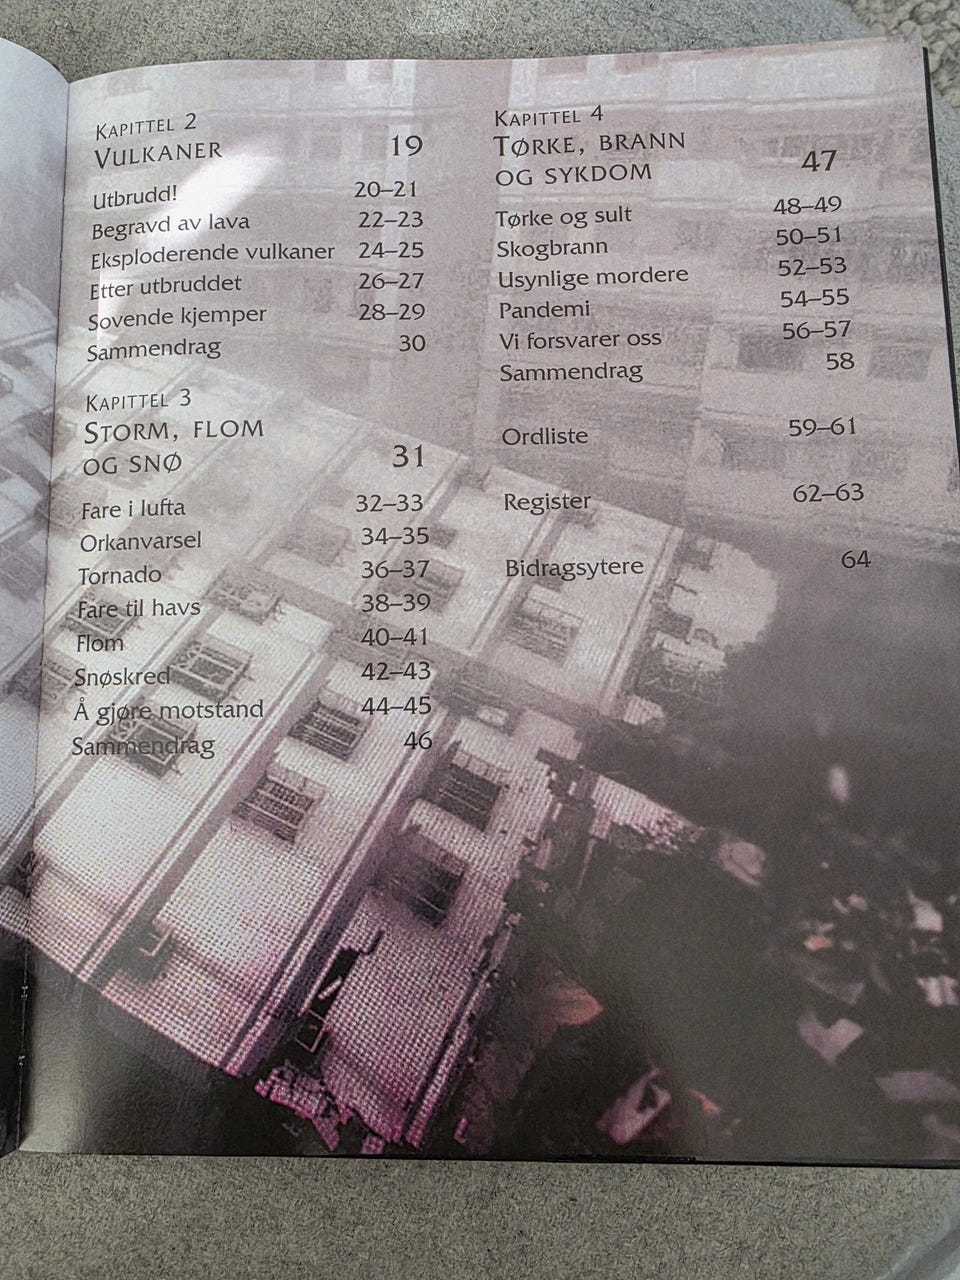 KAPITTEL 2
VULKANER 19
Utbrudd! 20–21
Begravd av lava 22–23
Eksploderende vulkaner 24–25
Etter utbruddet 26–27
Sovende kjemper 28–29
Sammendrag 30
KAPITTEL 3
STORM, FLOM
OG SNØ 31
Fare i lufta 32–33
Orkanvarsel 34–35
Tornado 36–37
Fare til havs 38–39
Flom 40–41
Snøskred 42–43
Å gjøre motstand 44–45
Sammendrag 46
KAPITTEL 4
TØRKE, BRANN
OG SYKDOM 47
Tørke og sult 48–49
Skogbrann 50–51
Usynlige mordere 52–53
Pandemi 54–55
Vi forsvarer oss 56–57
Sammendrag 58
Ordliste 59–61
Register 62–63
Bidragsytere 64